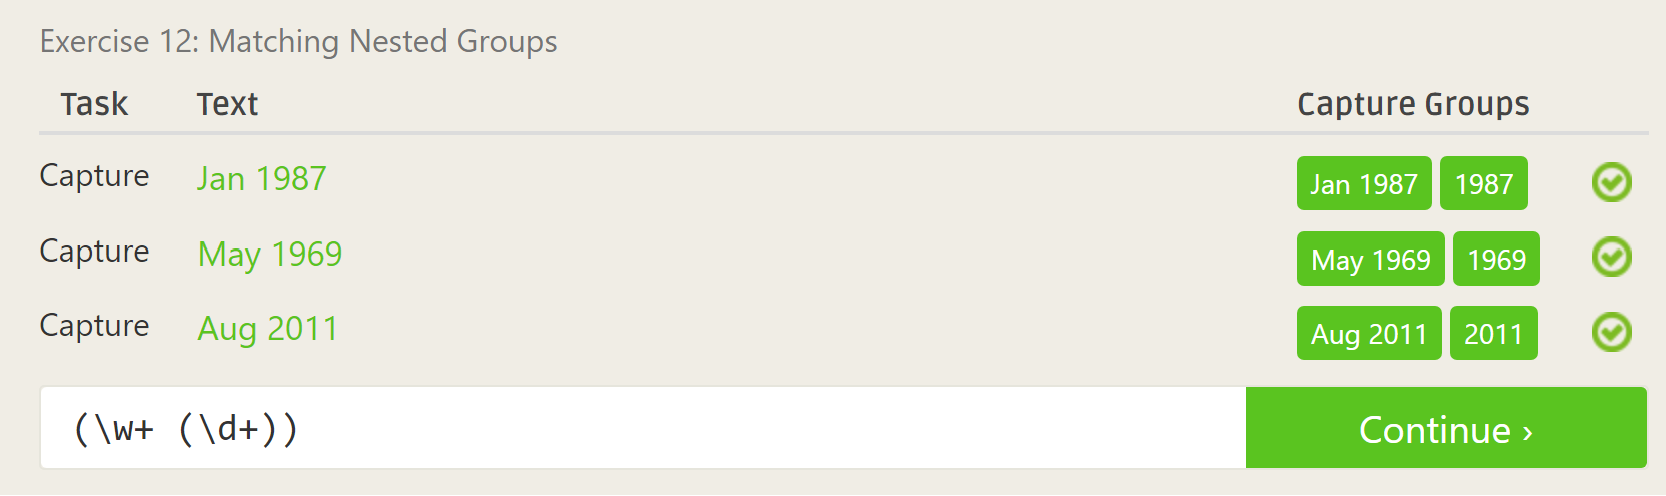 Exercise 12: Matching Nested Groups
Task Text Capture Groups
Capture Jan 1987 Jan 1987 1987
Capture May 1969 May 1969 1969
Capture Aug 2011 Aug 2011 2011
(\w+ (\d+)) Continue ›